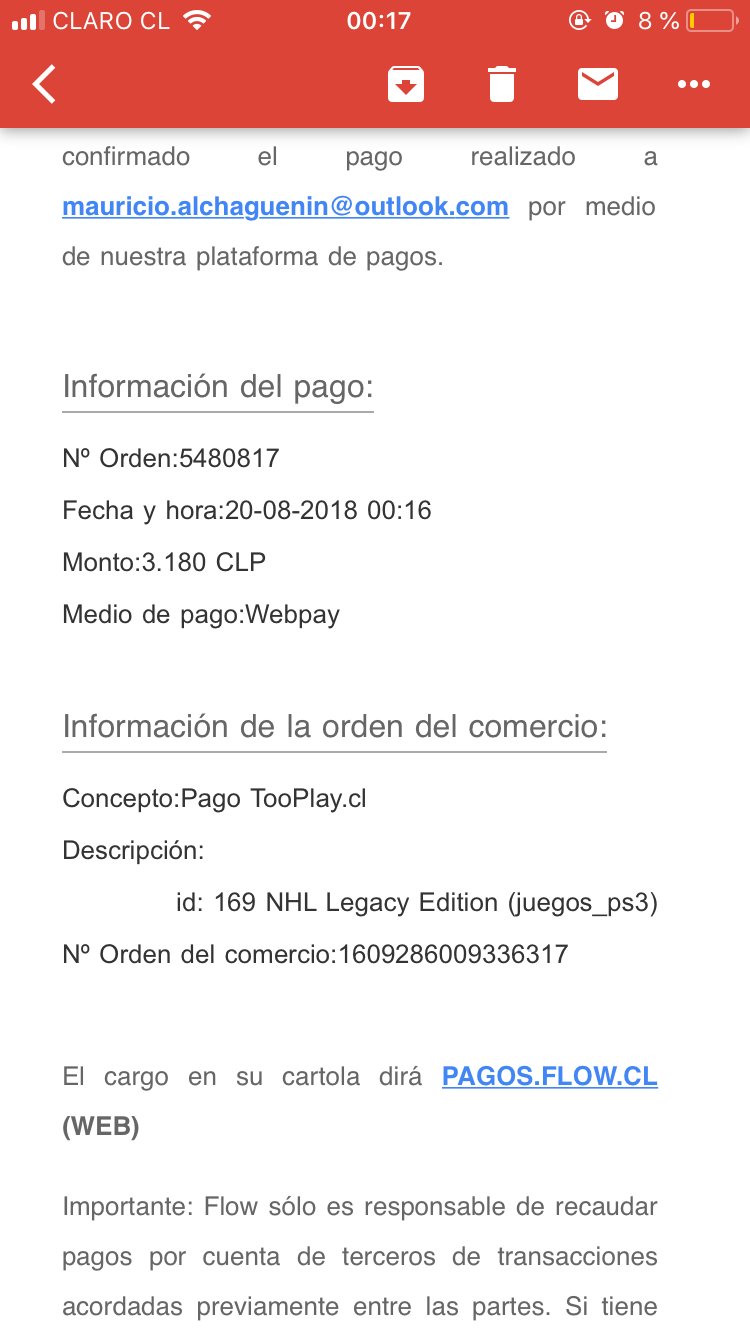 CLARO CL 00:17 8 %
confirmado el pago realizado a
mauricio.alchaguenin@outlook.com por medio
de nuestra plataforma de pagos.
Información del pago:
Nº Orden:5480817
Fecha y hora:20-08-2018 00:16
Monto:3.180 CLP
Medio de pago:Webpay
Información de la orden del comercio:
Concepto:Pago TooPlay.cl
Descripción:
id: 169 NHL Legacy Edition (juegos_ps3)
Nº Orden del comercio:1609286009336317
El cargo en su cartola dirá PAGOS.FLOW.CL
(WEB)
Importante: Flow sólo es responsable de recaudar
pagos por cuenta de terceros de transacciones
acordadas previamente entre las partes. Si tiene